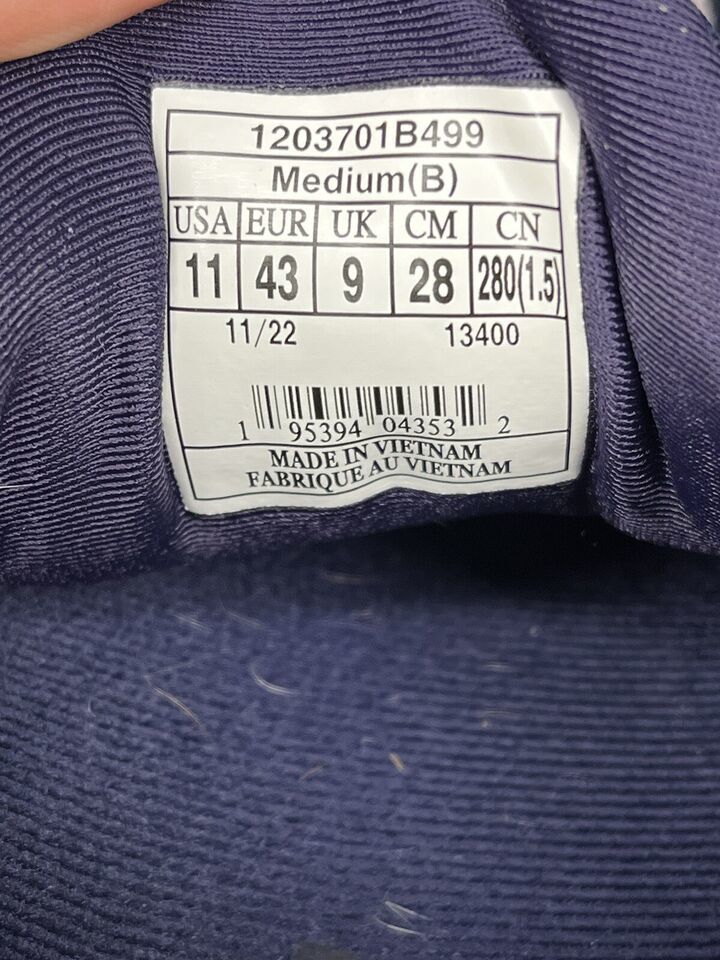 1203701B499
Medium(B)
USA EUR UK CM CN
11 43 9 28 280(1.5)
11/22 13400
1 95394 04353 2
MADE IN VIETNAM
FABRIQUE AU VIETNAM